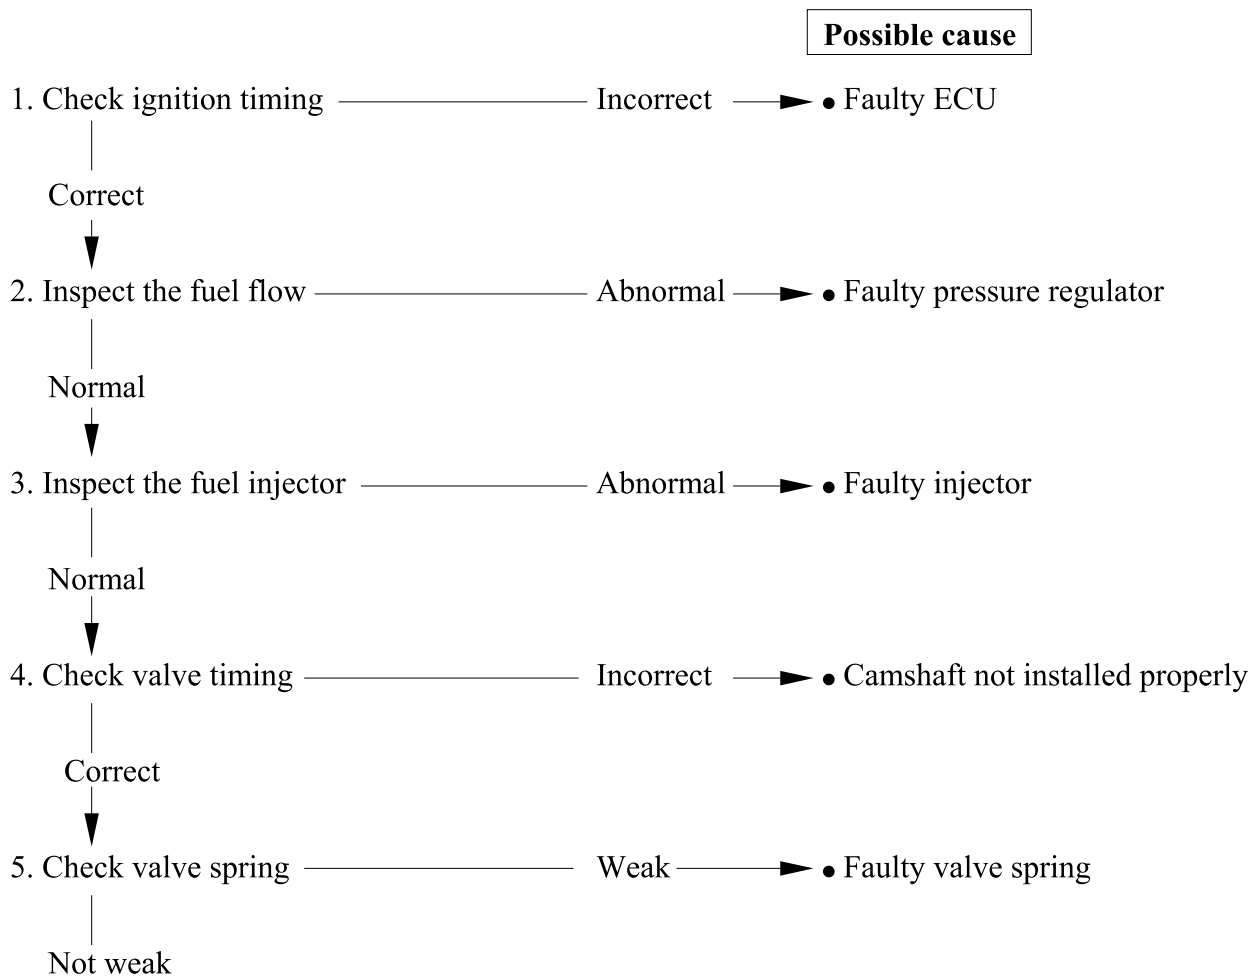 Possible cause
1. Check ignition timing Incorrect • Faulty ECU
Correct
2. Inspect the fuel flow Abnormal • Faulty pressure regulator
Normal
3. Inspect the fuel injector Abnormal • Faulty injector
Normal
4. Check valve timing Incorrect • Camshaft not installed properly
Correct
5. Check valve spring Weak • Faulty valve spring
Not weak